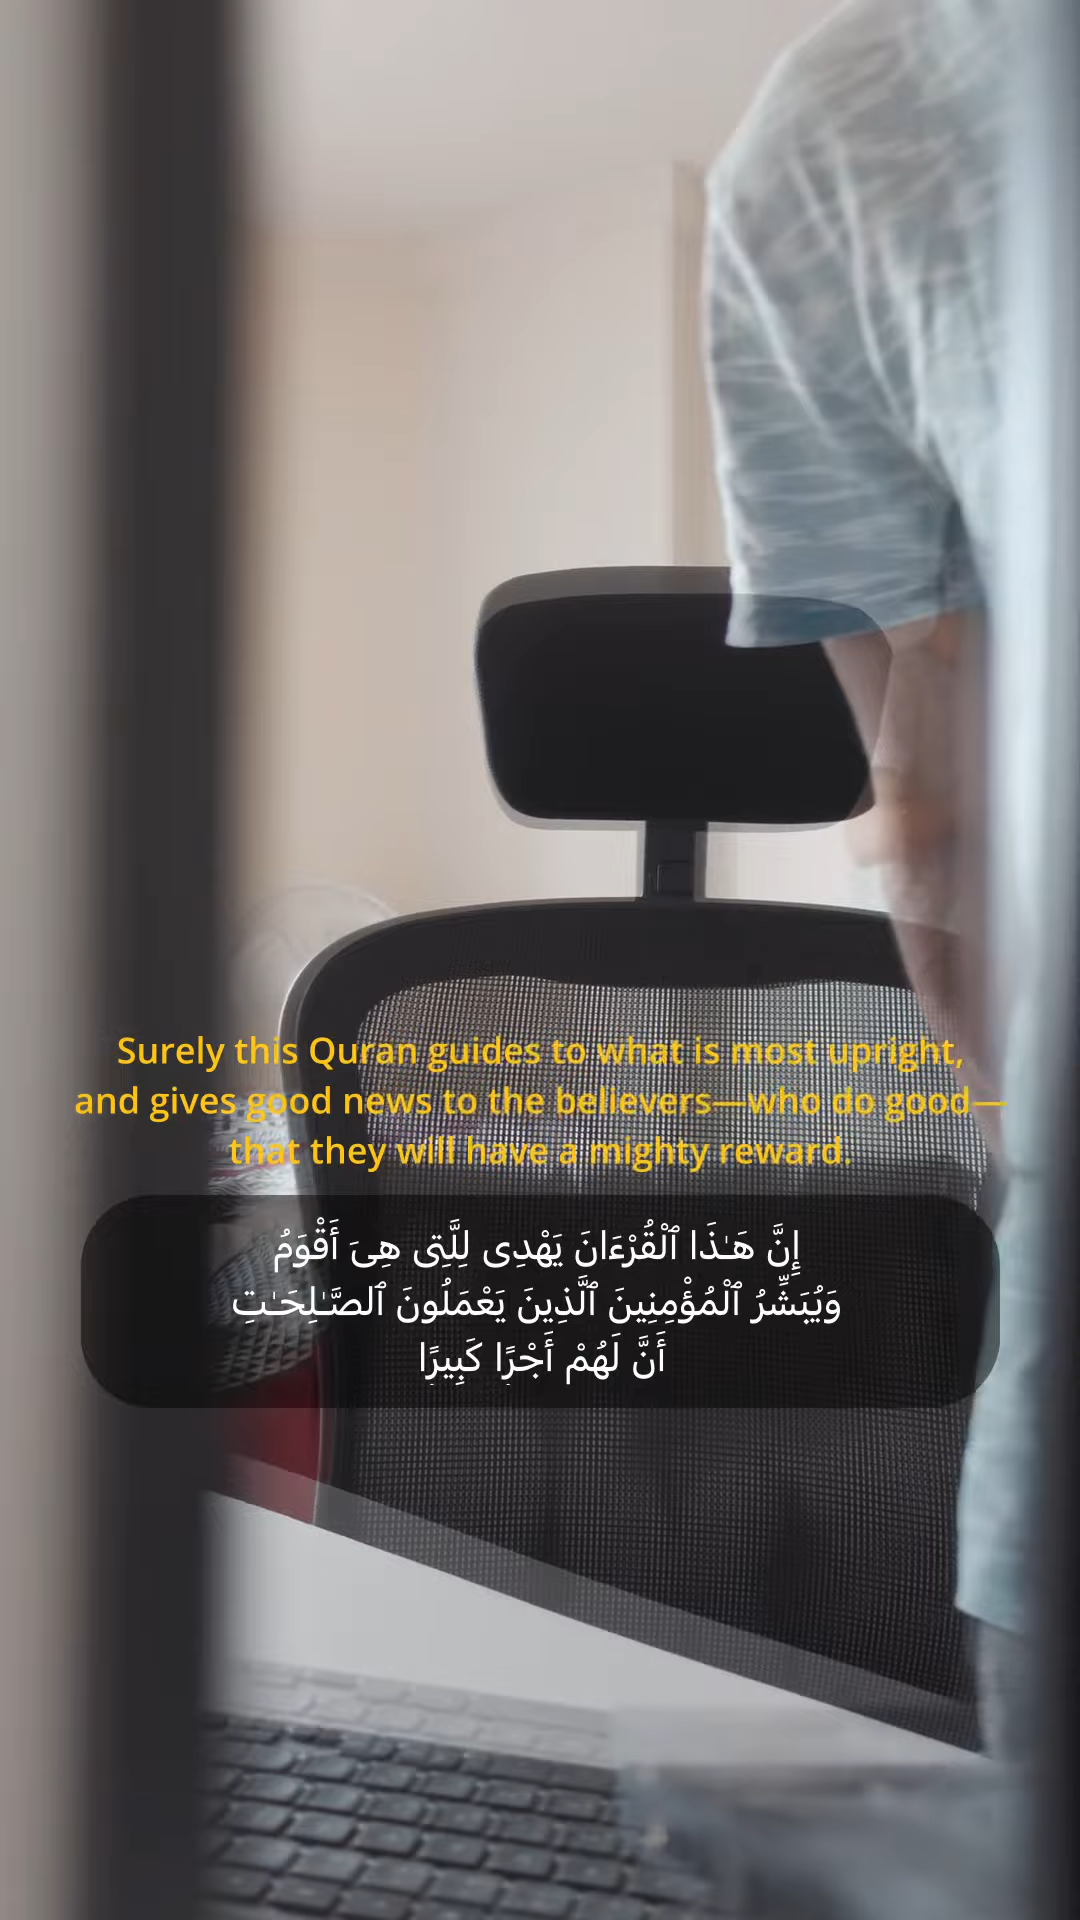 Surely this Quran guides to what is most upright,
and gives good news to the believers—who do good—
that they will have a mighty reward.
إِنَّ هَـٰذَا ٱلْقُرْءَانَ يَهْدِى لِلَّتِى هِىَ أَقْوَمُ
وَيُبَشِّرُ ٱلْمُؤْمِنِينَ ٱلَّذِينَ يَعْمَلُونَ ٱلصَّـٰلِحَـٰتِ
أَنَّ لَهُمْ أَجْرًا كَبِيرًا